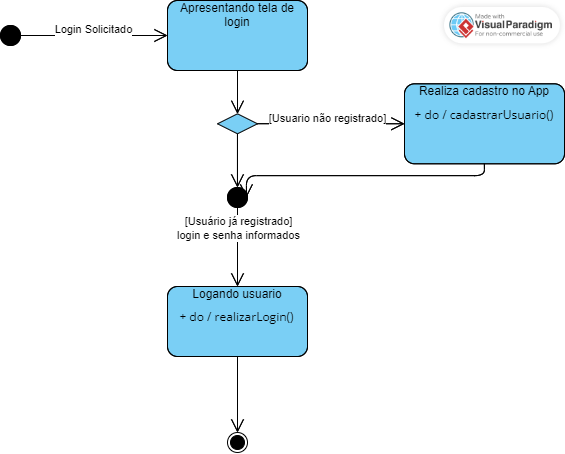 Login Solicitado
Apresentando tela de
login
Made with
Visual Paradigm
For non-commercial use
[Usuario não registrado]
Realiza cadastro no App
+ do / cadastrarUsuario()
[Usuário já registrado]
login e senha informados
Logando usuario
+ do / realizarLogin()